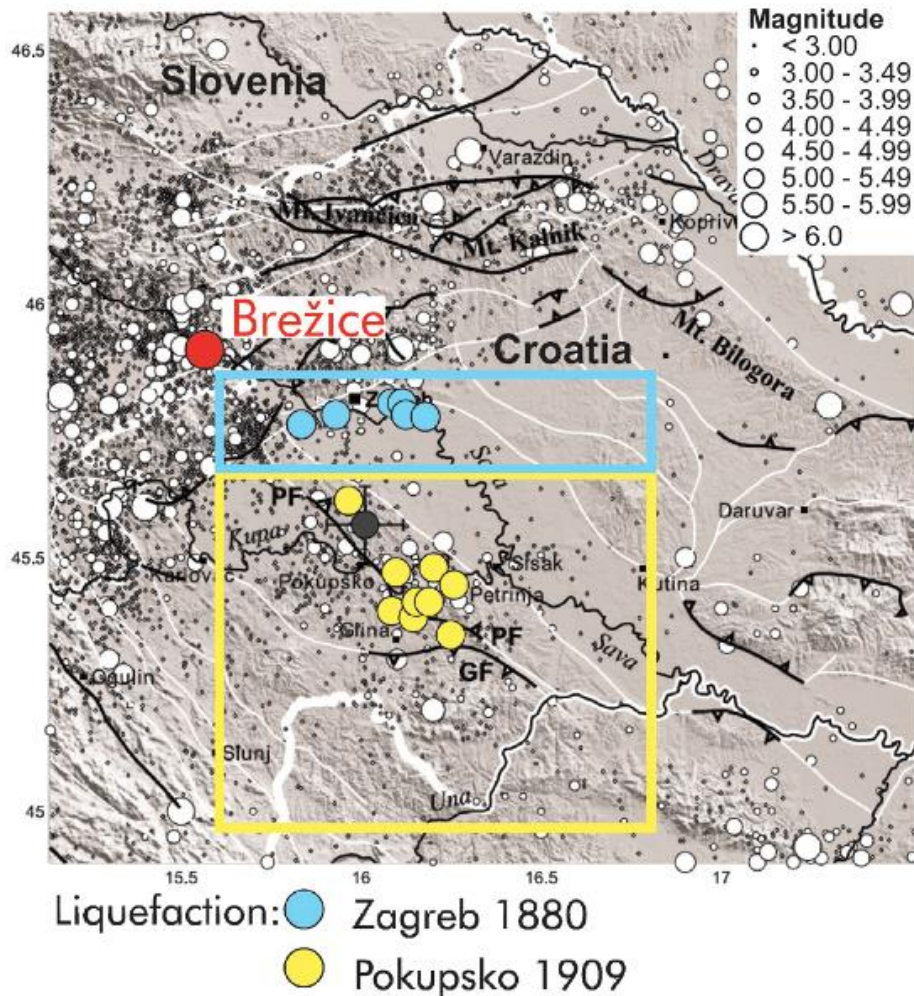 46.5
Magnitude
< 3.00
3.00 - 3.49
3.50 - 3.99
4.00 - 4.49
4.50 - 4.99
5.00 - 5.49
5.50 - 5.99
> 6.0
Slovenia
Varazdin
Drava
Mt. Ivančica
Kopriv
Mt. Kalnik
46
Brežice
Croatia
Mt. Bilogora
Z
PF
Daruvar
Kupa
45.5
Karlovac
Pokupsko
Sisak
Kutina
Petrinja
Glina
PF
Sava
GF
Ogulin
Slunj
Una
45
15.5
16
16.5
17
Liquefaction:
Zagreb 1880
Pokupsko 1909